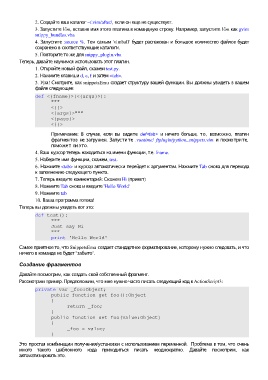 2. Создайте ваш каталог ~/.vim/after/, если он еще не существует.
3. Запустите Vim, вставив имя этого плагина в командную строку. Например, запустите Vim как gvim snippy_bundles.vba
4. Запустите :source %. Тем самым 'vimball' будет распакован и большое количество файлов будет сохранено в соответствующие каталоги.
5. Повторите то же для snippy_plugin.vba
Теперь давайте научимся использовать этот плагин.
1. Откройте новый файл, скажем test.py.
2. Нажмите клавиши d, e, f и затем <tab>.
3. Ура! Смотрите, как snippetsEmu создает структуру вашей функции. Вы должны увидеть в вашем файле следующее:
def <{fname}>(<{args}>):
"""
<{}>
<{args}>"""
<{pass}>
<{}>
Примечание: В случае, если вы видите def<tab> и ничего больше, то, возможно, плагин фрагментов не загружен. Запустите :runtime! ftplugin/python_snippets.vim и посмотрите, поможет ли это.
4. Ваш курсор теперь находиться на имени функции, т.е. fname.
5. Наберите имя функции, скажем, test.
6. Нажмите <tab> и курсор автоматически перейдет к аргументам. Нажмите Tab снова для перехода к заполнению следующего пункта.
7. Теперь введите комментарий: Скажем Hi (привет)
8. Нажмите Tab снова и введите 'Hello World'
9. Нажмите tab
10. Ваша программа готова!
Теперь вы должны увидеть вот это:
def test():
"""
Just say Hi
"""
print 'Hello World'
Самое приятное то, что SnippetsEmu создает стандартное форматирование, которому нужно следовать, и что ничего в команде не будет 'забыто'.
Создание фрагментов
Давайте посмотрим, как создать свой собственный фрагмент.
Рассмотрим пример. Предположим, что мне нужно часто писать следующий код в ActionScript3:
private var _foo:Object;
public function get foo():Object
{
return _foo;
}
public function set foo(value:Object)
{
_foo = value;
}
Это простая комбинация получения/установки с использованием переменной. Проблема в том, что очень много такого шаблонного кода приходиться писать неоднократно. Давайте посмотрим, как автоматизировать это.